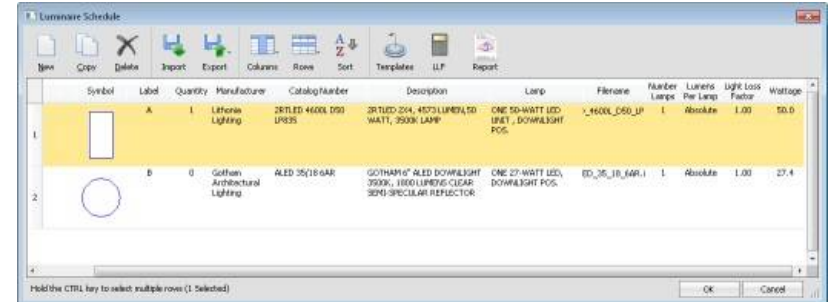 Luminaire Schedule
New Copy Delete Import Export Columns Rows Sort Templates LLF Report
Symbol Label Quantity Manufacturer Catalog Number Description Lamp Filename Number Lamps Lumens Per Lamp Light Loss Factor Wattage
1 A 1 Lithonia Lighting 2RTLED 4600L D50 LP835 2RTLED 2X4, 4573 LUMEN, 50 WATT, 3500K LAMP ONE 50-WATT LED UNIT , DOWNLIGHT POS. _4600L_D50_LP 1 Absolute 1.00 50.0
2 B 0 Gotham Architectural Lighting ALED 35/18 6AR GOTHAM 6" ALED DOWNLIGHT 3500K, 1800 LUMENS CLEAR SEMI-SPECULAR REFLECTOR ONE 27-WATT LED, DOWNLIGHT POS. ED_35_18_6AR.i 1 Absolute 1.00 27.4
Hold the CTRL key to select multiple rows (1 Selected) OK Cancel